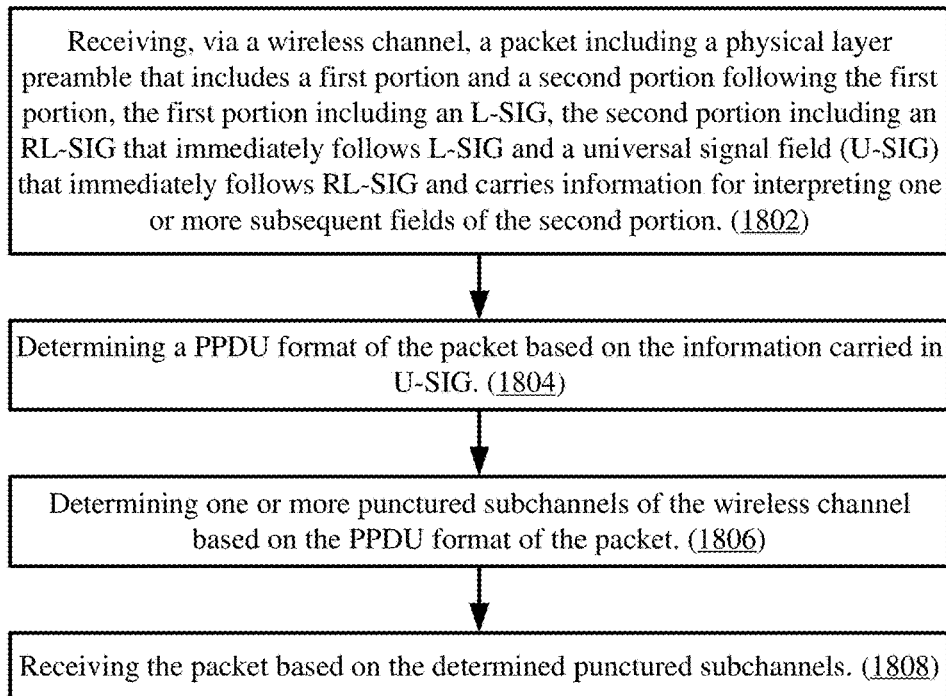 Receiving, via a wireless channel, a packet including a physical layer
preamble that includes a first portion and a second portion following the first
portion, the first portion including an L-SIG, the second portion including an
RL-SIG that immediately follows L-SIG and a universal signal field (U-SIG)
that immediately follows RL-SIG and carries information for interpreting one
or more subsequent fields of the second portion. (1802)
Determining a PPDU format of the packet based on the information carried in
U-SIG. (1804)
Determining one or more punctured subchannels of the wireless channel
based on the PPDU format of the packet. (1806)
Receiving the packet based on the determined punctured subchannels. (1808)